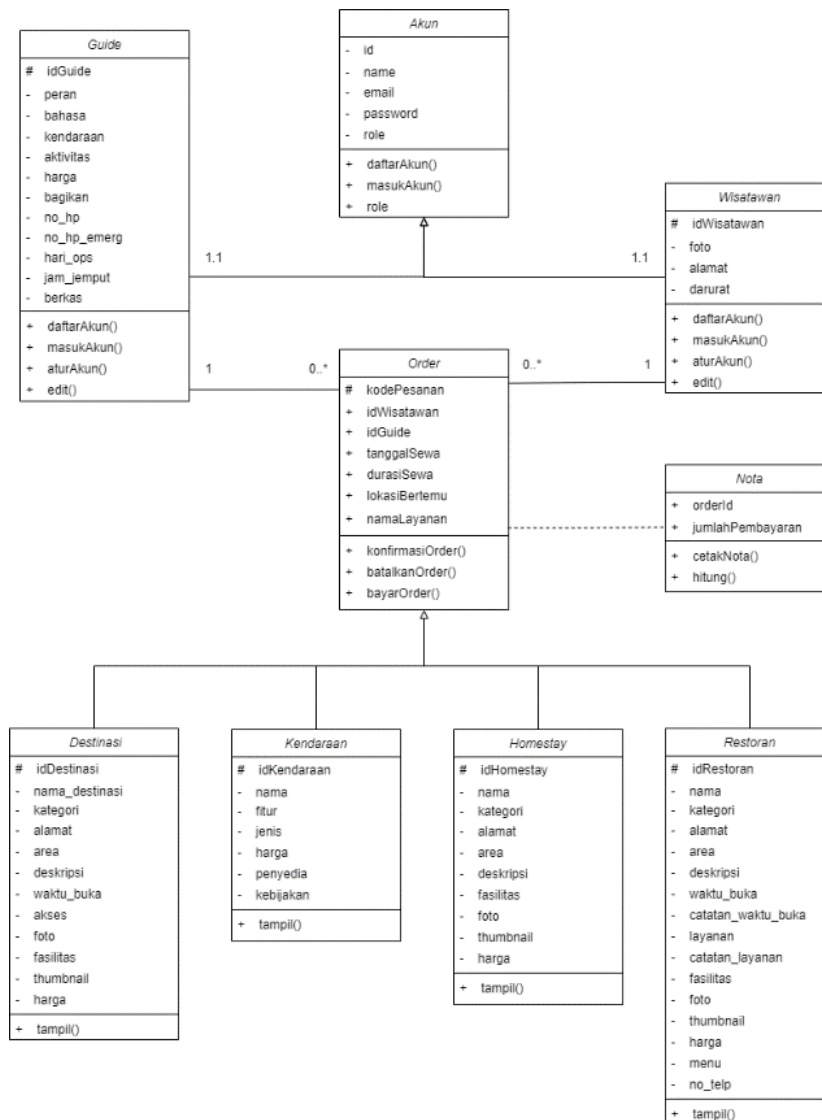 Guide
# idGuide
- peran
- bahasa
- kendaraan
- aktivitas
- harga
- bagikan
- no_hp
- no_hp_emerg
- hari_ops
- jam_jemput
- berkas
+ daftarAkun()
+ masukAkun()
+ aturAkun()
+ edit()
Akun
- id
- name
- email
- password
- role
+ daftarAkun()
+ masukAkun()
+ role
Wisatawan
# idWisatawan
- foto
- alamat
- darurat
+ daftarAkun()
+ masukAkun()
+ aturAkun()
+ edit()
1.1
1.1
1
0..*
0..*
1
Order
# kodePesanan
+ idWisatawan
+ idGuide
+ tanggalSewa
+ durasiSewa
+ lokasiBertemu
+ namaLayanan
+ konfirmasiOrder()
+ batalkanOrder()
+ bayarOrder()
Nota
+ orderId
+ jumlahPembayaran
+ cetakNota()
+ hitung()
Destinasi
# idDestinasi
- nama_destinasi
- kategori
- alamat
- area
- deskripsi
- waktu_buka
- akses
- foto
- fasilitas
- thumbnail
- harga
+ tampil()
Kendaraan
# idKendaraan
- nama
- fitur
- jenis
- harga
- penyedia
- kebijakan
+ tampil()
Homestay
# idHomestay
- nama
- kategori
- alamat
- area
- deskripsi
- fasilitas
- foto
- thumbnail
- harga
+ tampil()
Restoran
# idRestoran
- nama
- kategori
- alamat
- area
- deskripsi
- waktu_buka
- catatan_waktu_buka
- layanan
- catatan_layanan
- fasilitas
- foto
- thumbnail
- harga
- menu
- no_telp
+ tampil()